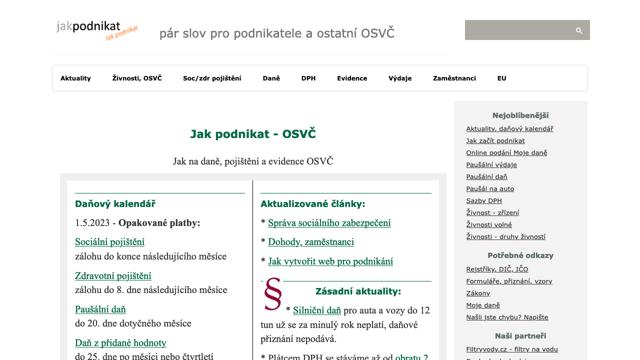 jakpodnikat
jak podnikat
pár slov pro podnikatele a ostatní OSVČ
Aktuality
Živnosti, OSVČ
Soc/zdr pojištění
Daně
DPH
Evidence
Výdaje
Zaměstnanci
EU
Jak podnikat - OSVČ
Jak na daně, pojištění a evidence OSVČ
Daňový kalendář
1.5.2023 - Opakované platby:
Sociální pojištění
zálohu do konce následujícího měsíce
Zdravotní pojištění
zálohu do 8. dne následujícího měsíce
Paušální daň
do 20. dne dotyčného měsíce
Daň z přidané hodnoty
do 25. dne po měsíci nebo čtvrtletí
Aktualizované články:
* Správa sociálního zabezpečení
* Dohody, zaměstnanci
* Jak vytvořit web pro podnikání
§ Zásadní aktuality:
* Silniční daň pro auta a vozy do 12
tun už se za minulý rok neplatí, daňové
přiznání nepodává.
* Plátcem DPH se stáváme až od obratu 2
Nejoblíbenější
Aktuality, daňový kalendář
Jak začít podnikat
Online podání Moje daně
Paušální výdaje
Paušální daň
Paušál na auto
Sazby DPH
Živnost - zřízení
Živnosti volné
Živnosti - druhy živností
Potřebné odkazy
Rejstříky, DIČ, IČO
Formuláře, přiznání, vzory
Zákony
Moje daně
Našli jste chybu? Napište
Naši partneři
Filtryvody.cz - filtry na vodu